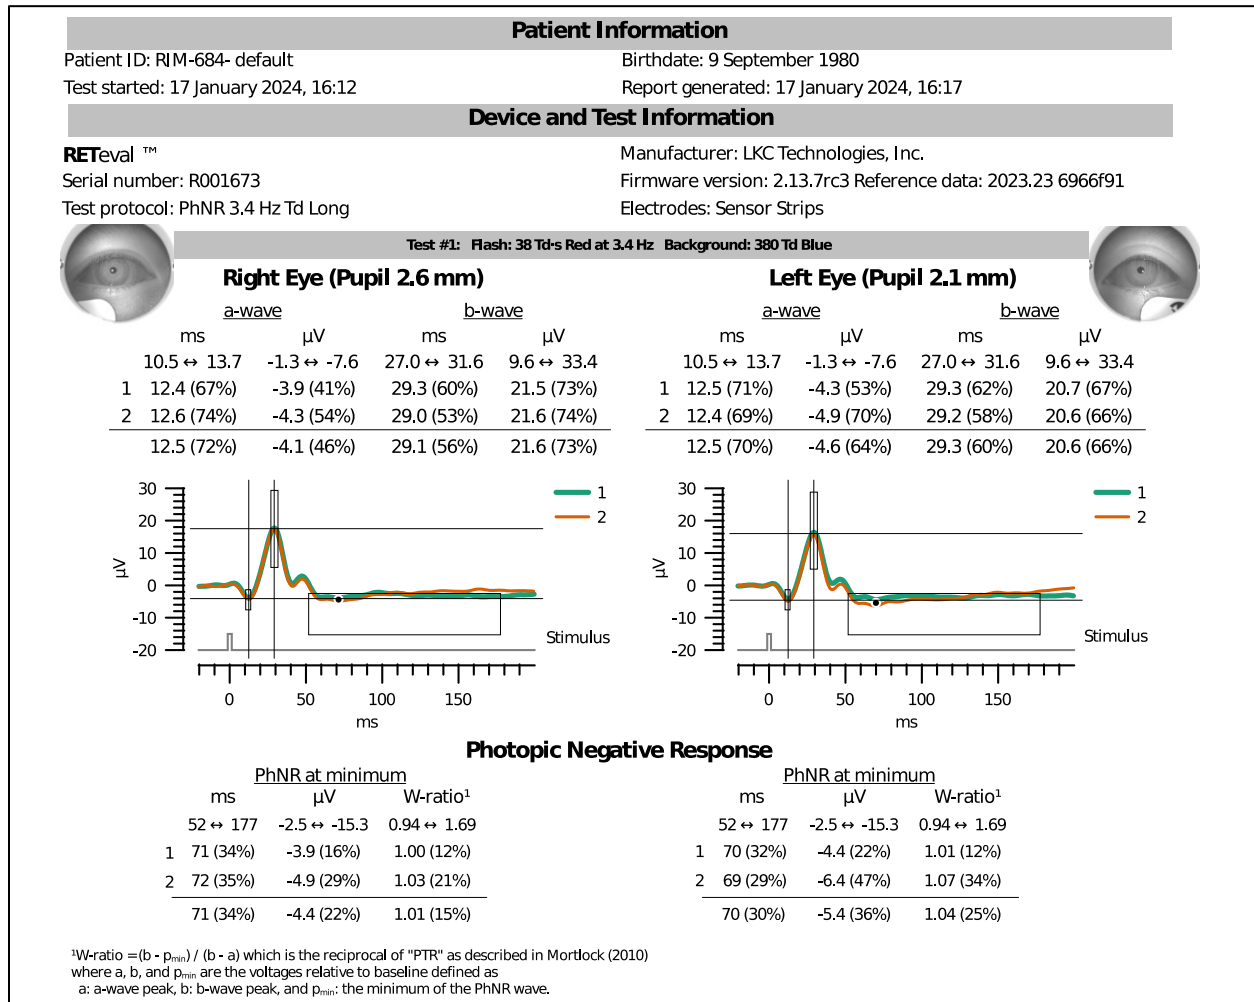 Patient Information
Patient ID: RIM-684- default Birthdate: 9 September 1980
Test started: 17 January 2024, 16:12 Report generated: 17 January 2024, 16:17
Device and Test Information
RETeval ™ Manufacturer: LKC Technologies, Inc.
Serial number: R001673 Firmware version: 2.13.7rc3 Reference data: 2023.23 6966f91
Test protocol: PhNR 3.4 Hz Td Long Electrodes: Sensor Strips
Test #1: Flash: 38 Td·s Red at 3.4 Hz Background: 380 Td Blue
Right Eye (Pupil 2.6 mm)
a-wave b-wave
ms µV ms µV
10.5 ↔ 13.7 -1.3 ↔ -7.6 27.0 ↔ 31.6 9.6 ↔ 33.4
1 12.4 (67%) -3.9 (41%) 29.3 (60%) 21.5 (73%)
2 12.6 (74%) -4.3 (54%) 29.0 (53%) 21.6 (74%)
12.5 (72%) -4.1 (46%) 29.1 (56%) 21.6 (73%)
Left Eye (Pupil 2.1 mm)
a-wave b-wave
ms µV ms µV
10.5 ↔ 13.7 -1.3 ↔ -7.6 27.0 ↔ 31.6 9.6 ↔ 33.4
1 12.5 (71%) -4.3 (53%) 29.3 (62%) 20.7 (67%)
2 12.4 (69%) -4.9 (70%) 29.2 (58%) 20.6 (66%)
12.5 (70%) -4.6 (64%) 29.3 (60%) 20.6 (66%)
30
20
10
0
-10
-20
µV
1
2
Stimulus
0 50 100 150
ms
30
20
10
0
-10
-20
µV
1
2
Stimulus
0 50 100 150
ms
Photopic Negative Response
PhNR at minimum
ms µV W-ratio¹
52 ↔ 177 -2.5 ↔ -15.3 0.94 ↔ 1.69
1 71 (34%) -3.9 (16%) 1.00 (12%)
2 72 (35%) -4.9 (29%) 1.03 (21%)
71 (34%) -4.4 (22%) 1.01 (15%)
PhNR at minimum
ms µV W-ratio¹
52 ↔ 177 -2.5 ↔ -15.3 0.94 ↔ 1.69
1 70 (32%) -4.4 (22%) 1.01 (12%)
2 69 (29%) -6.4 (47%) 1.07 (34%)
70 (30%) -5.4 (36%) 1.04 (25%)
¹W-ratio = (b - pmin) / (b - a) which is the reciprocal of "PTR" as described in Mortlock (2010)
where a, b, and pmin are the voltages relative to baseline defined as
a: a-wave peak, b: b-wave peak, and pmin: the minimum of the PhNR wave.